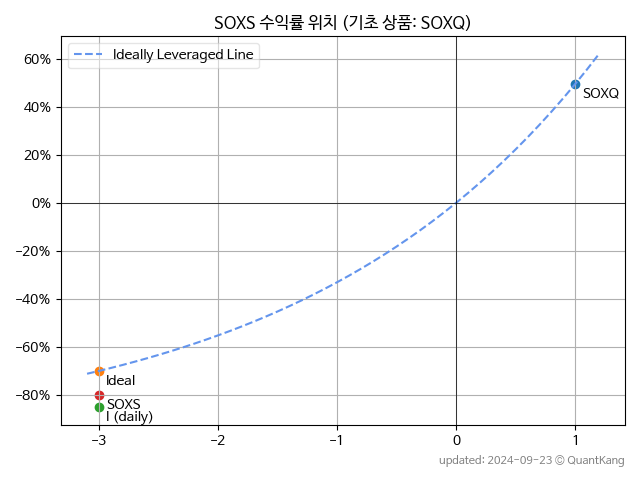 SOXS 수익률 위치 (기초 상품: SOXQ)
Ideally Leveraged Line
60%
40%
20%
0%
-20%
-40%
-60%
-80%
SOXQ
Ideal
SOXS
I (daily)
-3
-2
-1
0
1
updated: 2024-09-23 © QuantKang